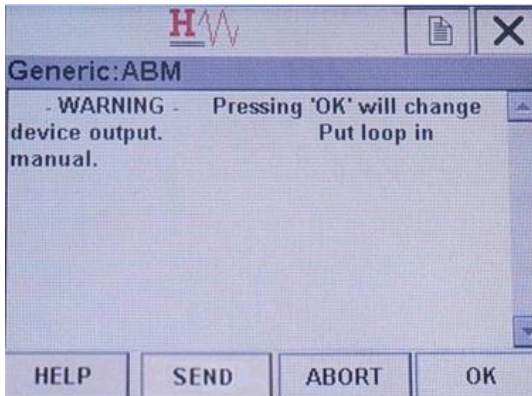 H
Generic:ABM
- WARNING - Pressing 'OK' will change
device output. Put loop in
manual.
HELP SEND ABORT OK